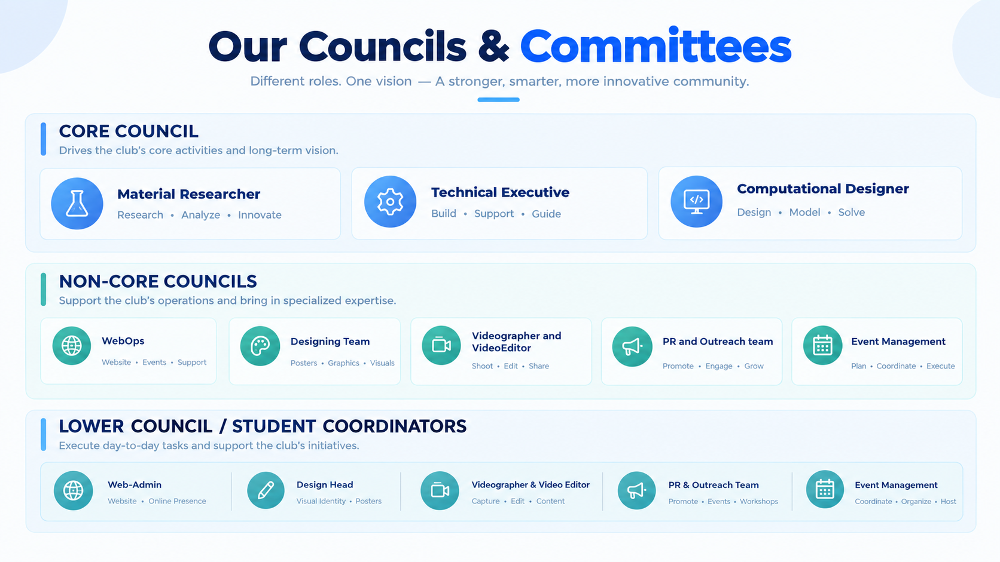 Our Councils & Committees
Different roles. One vision — A stronger, smarter, more innovative community.
CORE COUNCIL
Drives the club's core activities and long-term vision.
Material Researcher
Research • Analyze • Innovate
Technical Executive
Build • Support • Guide
Computational Designer
Design • Model • Solve
NON-CORE COUNCILS
Support the club's operations and bring in specialized expertise.
WebOps
Website • Events • Support
Designing Team
Posters • Graphics • Visuals
Videographer and
VideoEditor
Shoot • Edit • Share
PR and Outreach team
Promote • Engage • Grow
Event Management
Plan • Coordinate • Execute
LOWER COUNCIL / STUDENT COORDINATORS
Execute day-to-day tasks and support the club's initiatives.
Web-Admin
Website • Online Presence
Design Head
Visual Identity • Posters
Videographer & Video Editor
Capture • Edit • Content
PR & Outreach Team
Promote • Events • Workshops
Event Management
Coordinate • Organize • Host